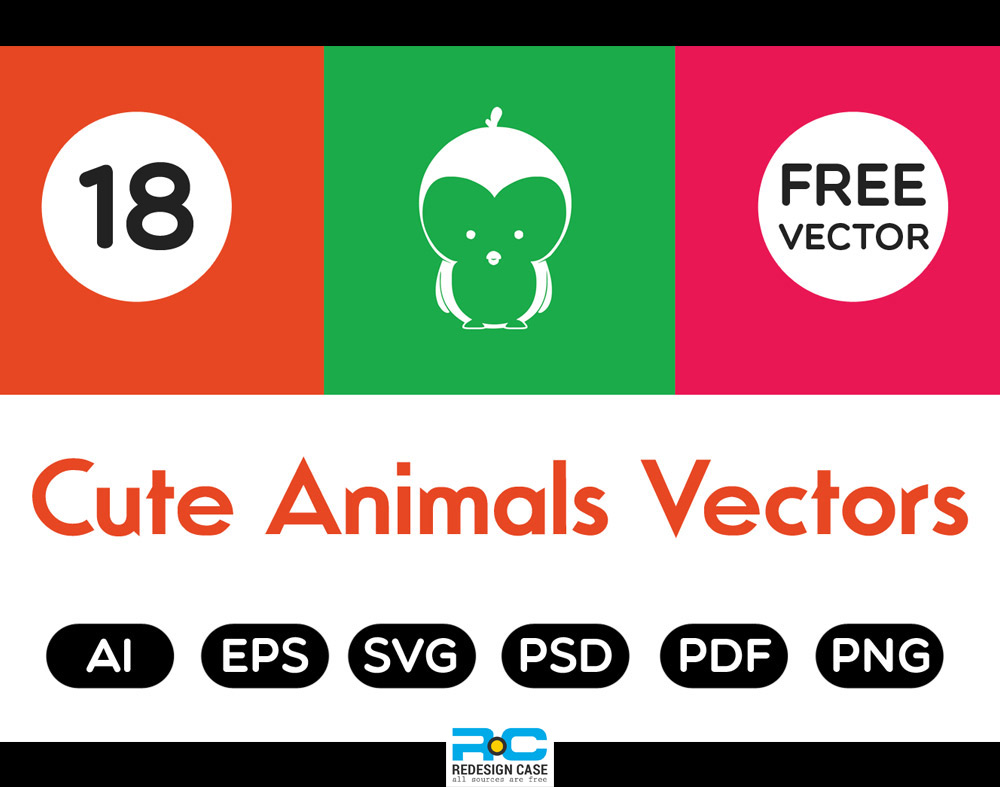 18
FREE
VECTOR
Cute Animals Vectors
AI EPS SVG PSD PDF PNG
RC
REDESIGN CASE
all sources are free